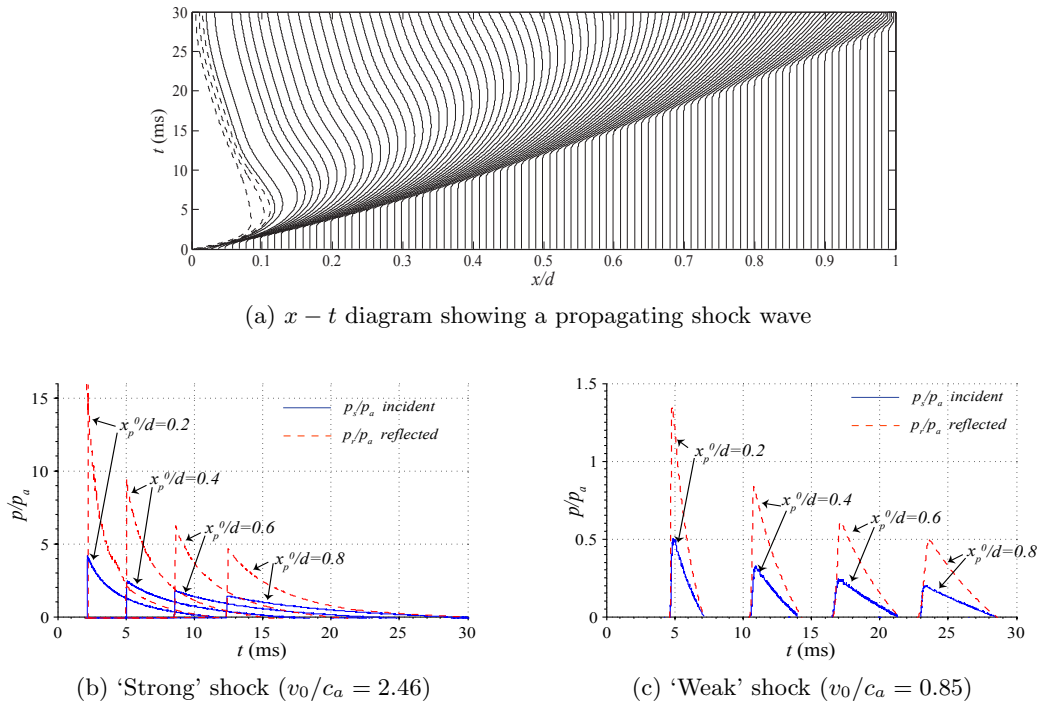 30
25
20
15
10
5
0
t (ms)
0 0.1 0.2 0.3 0.4 0.5 0.6 0.7 0.8 0.9 1
x/d
(a) x − t diagram showing a propagating shock wave
15
10
5
0
p/pₐ
pₛ/pₐ incident
pᵣ/pₐ reflected
xₚ⁰/d=0.2
xₚ⁰/d=0.4
xₚ⁰/d=0.6
xₚ⁰/d=0.8
0 5 10 15 20 25 30
t (ms)
(b) ‘Strong’ shock (v₀/cₐ = 2.46)
1.5
1
0.5
0
p/pₐ
pₛ/pₐ incident
pᵣ/pₐ reflected
xₚ⁰/d=0.2
xₚ⁰/d=0.4
xₚ⁰/d=0.6
xₚ⁰/d=0.8
0 5 10 15 20 25 30
t (ms)
(c) ‘Weak’ shock (v₀/cₐ = 0.85)